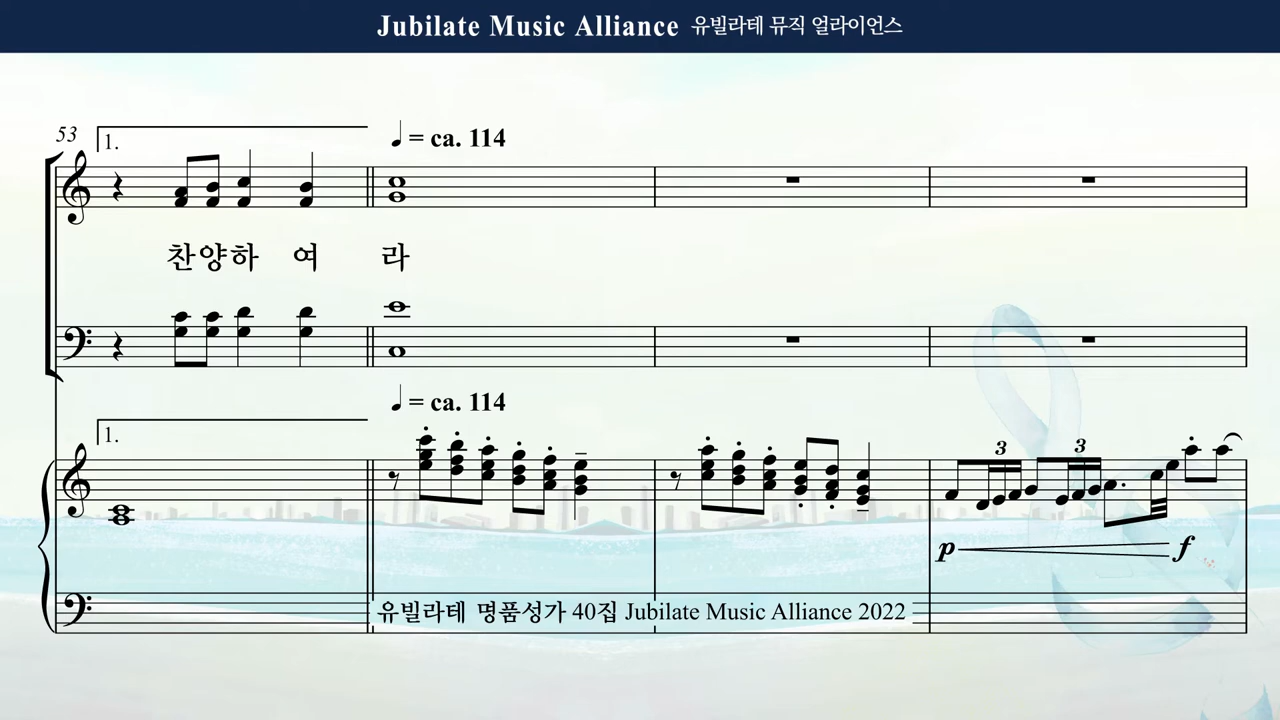 Jubilate Music Alliance 유빌라테 뮤직 얼라이언스
53
1.
♩ = ca. 114
찬양하 여 라
♩ = ca. 114
1.
3 3
p f
유빌라테 명품성가 40집 Jubilate Music Alliance 2022